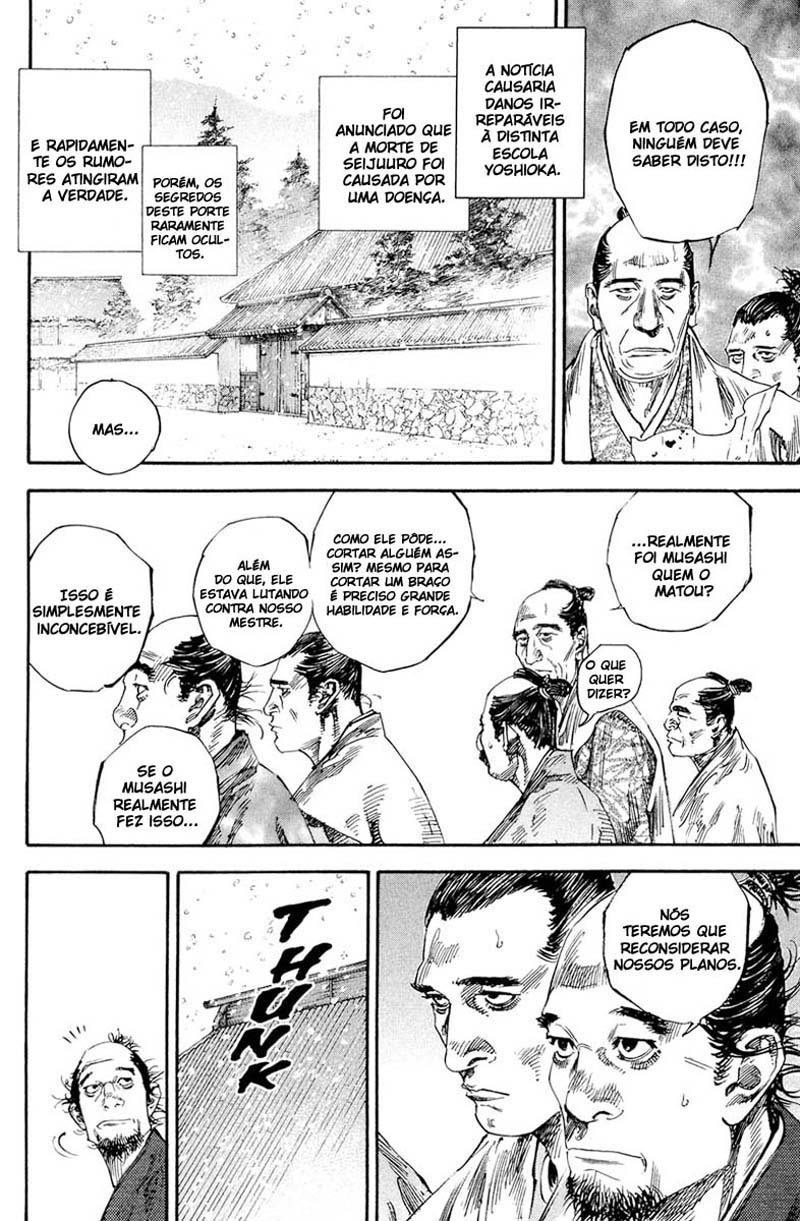 EM TODO CASO,
NINGUÉM DEVE
SABER DISTO!!!
A NOTÍCIA
CAUSARIA
DANOS IR-
REPARÁVEIS
À DISTINTA
ESCOLA
YOSHIOKA.
FOI
ANUNCIADO QUE
A MORTE DE
SEIJUURO FOI
CAUSADA POR
UMA DOENÇA.
PORÉM, OS
SEGREDOS
DESTE PORTE
RARAMENTE
FICAM OCUL-
TOS.
E RAPIDAMEN-
TE OS RUMO-
RES ATINGIRAM
A VERDADE.
MAS...
...REALMENTE
FOI MUSASHI
QUEM O
MATOU?
O QUE
QUER
DIZER?
COMO ELE PÔDE...
CORTAR ALGUÉM AS-
SIM? MESMO PARA
CORTAR UM BRAÇO
É PRECISO GRANDE
HABILIDADE E FORÇA.
ALÉM
DO QUE, ELE
ESTAVA LUTANDO
CONTRA NOSSO
MESTRE.
ISSO É
SIMPLESMENTE
INCONCEBÍVEL.
SE O
MUSASHI
REALMENTE
FEZ ISSO...
NÓS
TEREMOS QUE
RECONSIDERAR
NOSSOS PLANOS.
THUNK